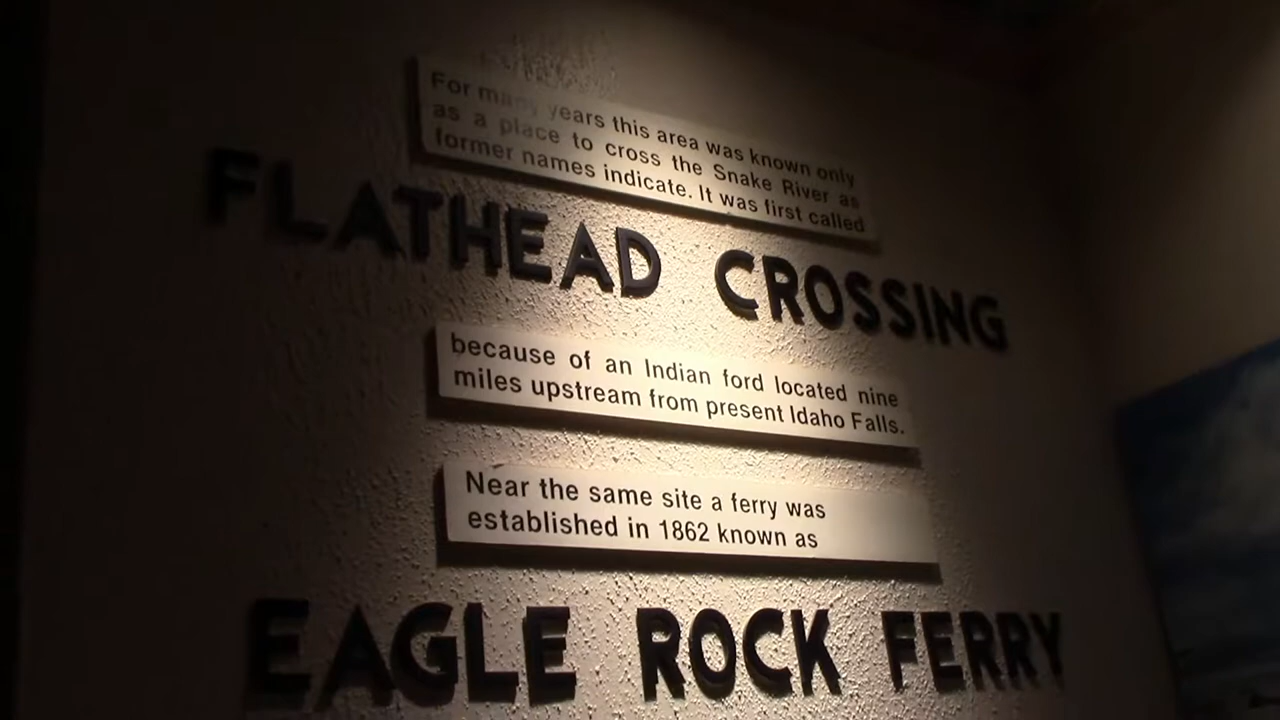 For many years this area was known only
as a place to cross the Snake River as
former names indicate. It was first called
FLATHEAD CROSSING
because of an Indian ford located nine
miles upstream from present Idaho Falls.
Near the same site a ferry was
established in 1862 known as
EAGLE ROCK FERRY